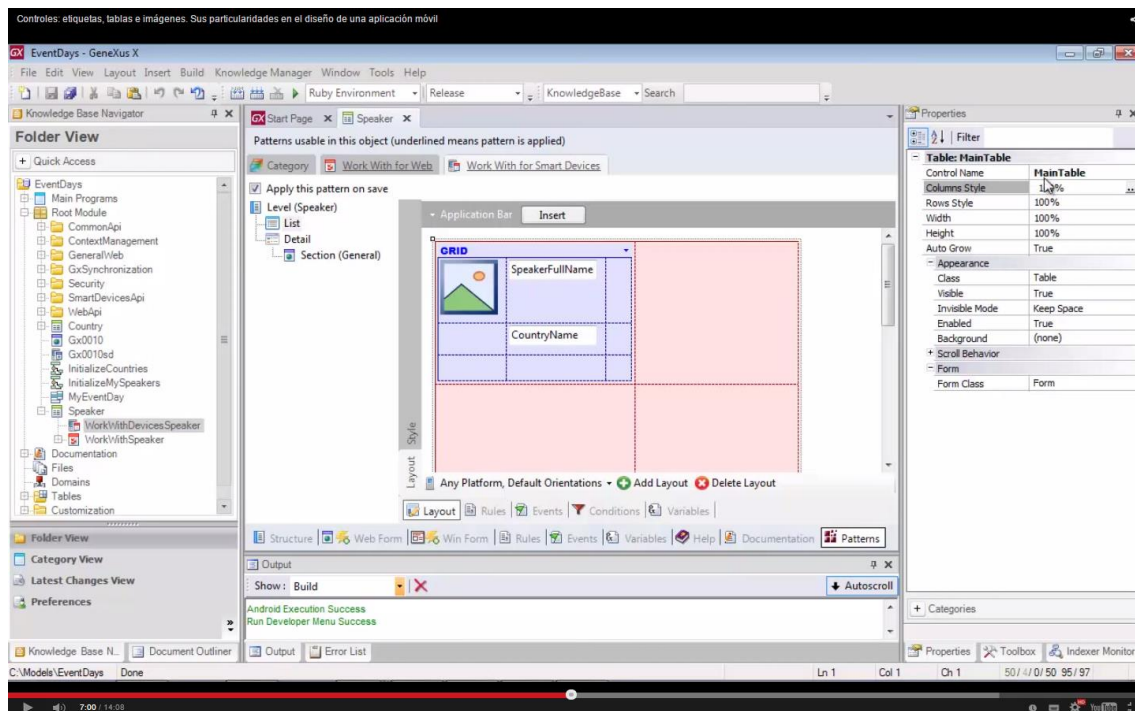 Controles: etiquetas, tablas e imágenes. Sus particularidades en el diseño de una aplicación móvil
GX EventDays - GeneXus X
File Edit View Layout Insert Build Knowledge Manager Window Tools Help
Ruby Environment Release KnowledgeBase Search
Knowledge Base Navigator
Folder View
+ Quick Access
EventDays
Main Programs
Root Module
CommonApi
ContextManagement
GeneralWeb
GxSynchronization
Security
SmartDevicesApi
WebApi
Country
Gx0010
Gx0010sd
InitializeCountries
InitializeMySpeakers
MyEventDay
Speaker
WorkWithDevicesSpeaker
WorkWithSpeaker
Documentation
Files
Domains
Tables
Customization
Folder View
Category View
Latest Changes View
Preferences
Knowledge Base N.. Document Outliner
GX Start Page Speaker
Patterns usable in this object (underlined means pattern is applied)
Category Work With for Web Work With for Smart Devices
Apply this pattern on save
Level (Speaker)
List
Detail
Section (General)
Application Bar Insert
GRID
SpeakerFullName
CountryName
Style
Layout
Any Platform, Default Orientations Add Layout Delete Layout
Layout Rules Events Conditions Variables
Structure Web Form Win Form Rules Events Variables Help Documentation Patterns
Output
Show: Build Autoscroll
Android Execution Success
Run Developer Menu Success
Output Error List
Properties
Filter
Table: MainTable
Control Name MainTable
Columns Style
Rows Style 100%
Width 100%
Height 100%
Auto Grow True
Appearance
Class Table
Visible True
Invisible Mode Keep Space
Enabled True
Background (none)
+ Scroll Behavior
Form
Form Class Form
+ Categories
Properties Toolbox Indexer Monitor
C:\Models\EventDays Done Ln 1 Col 1 Ch 1 50/ 4/ 0/ 50 95 / 97
7:00 / 14:08 YouTube